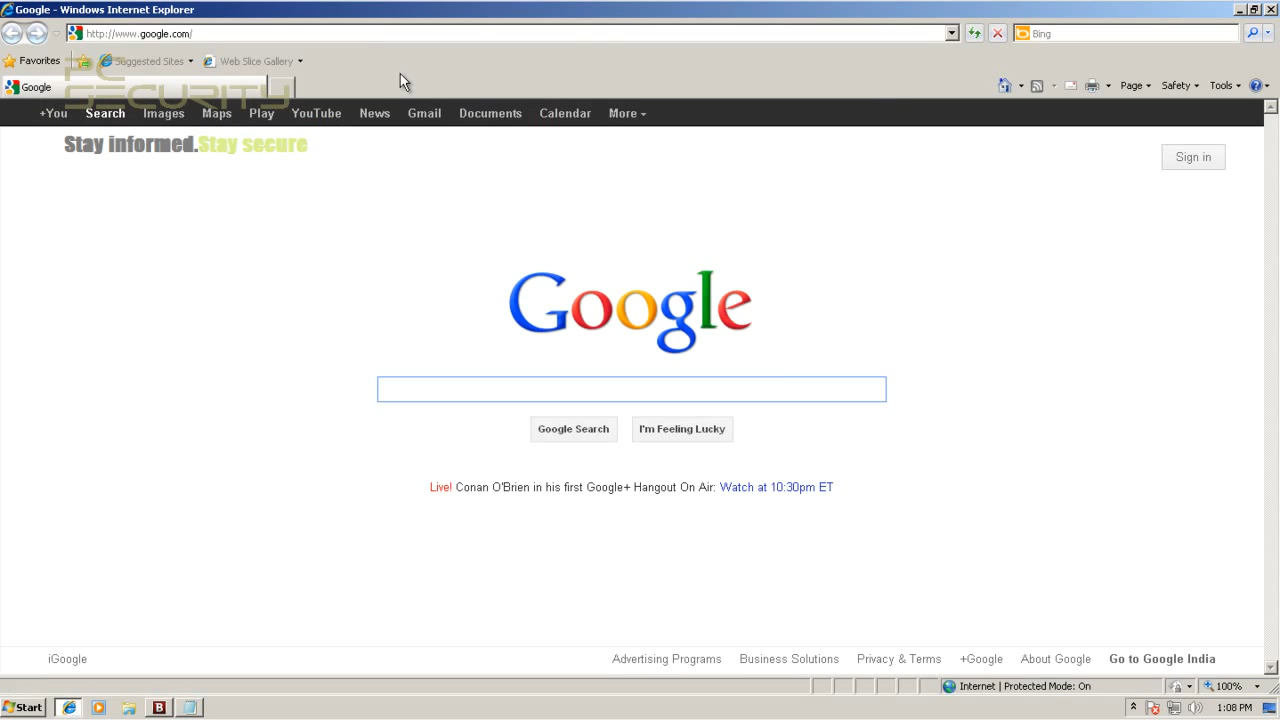 Google - Windows Internet Explorer
http://www.google.com/
Bing
Favorites
Suggested Sites
Web Slice Gallery
PC
SECURITY
Google
Page
Safety
Tools
+You Search Images Maps Play YouTube News Gmail Documents Calendar More
Stay informed.Stay secure
Sign in
Google
Google Search
I'm Feeling Lucky
Live! Conan O'Brien in his first Google+ Hangout On Air: Watch at 10:30pm ET
iGoogle
Advertising Programs Business Solutions Privacy & Terms +Google About Google Go to Google India
Internet | Protected Mode: On
100%
Start
B
1:08 PM